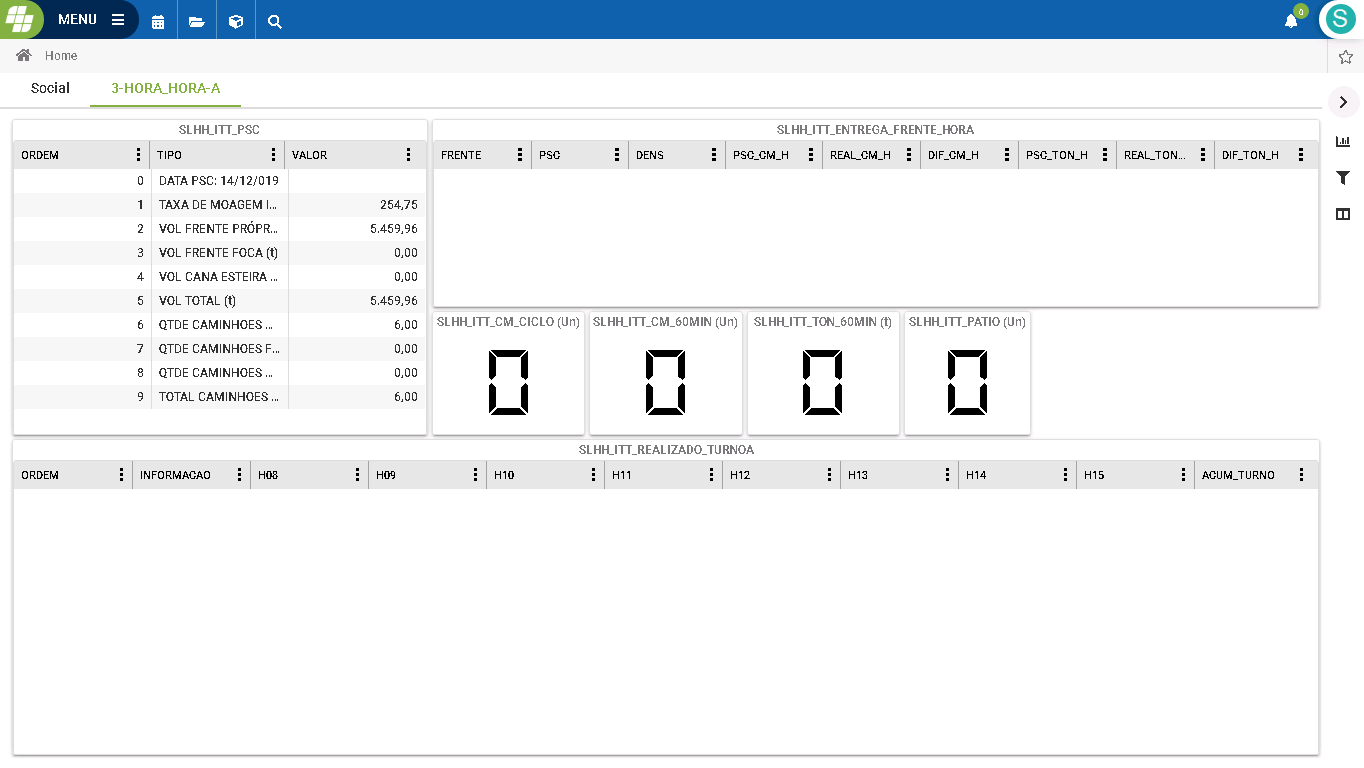 MENU
0
S
Home
Social 3-HORA_HORA-A
SLHH_ITT_PSC
ORDEM TIPO VALOR
0 DATA PSC: 14/12/019
1 TAXA DE MOAGEM I... 254,75
2 VOL FRENTE PRÓPR... 5.459,96
3 VOL FRENTE FOCA (t) 0,00
4 VOL CANA ESTEIRA ... 0,00
5 VOL TOTAL (t) 5.459,96
6 QTDE CAMINHOES ... 6,00
7 QTDE CAMINHOES F... 0,00
8 QTDE CAMINHOES ... 0,00
9 TOTAL CAMINHOES ... 6,00
SLHH_ITT_ENTREGA_FRENTE_HORA
FRENTE PSC DENS PSC_CM_H REAL_CM_H DIF_CM_H PSC_TON_H REAL_TON... DIF_TON_H
SLHH_ITT_CM_CICLO (Un) SLHH_ITT_CM_60MIN (Un) SLHH_ITT_TON_60MIN (t) SLHH_ITT_PATIO (Un)
0 0 0 0
SLHH_ITT_REALIZADO_TURNOA
ORDEM INFORMACAO H08 H09 H10 H11 H12 H13 H14 H15 ACUM_TURNO